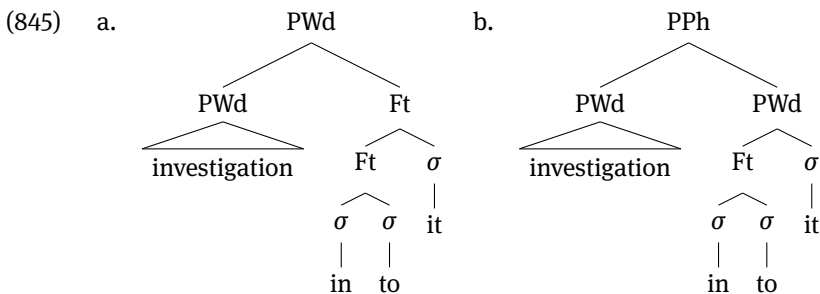 (845) a. PWd b. PPh
PWd Ft PWd PWd
investigation Ft σ investigation Ft σ
σ σ it σ σ it
in to in to